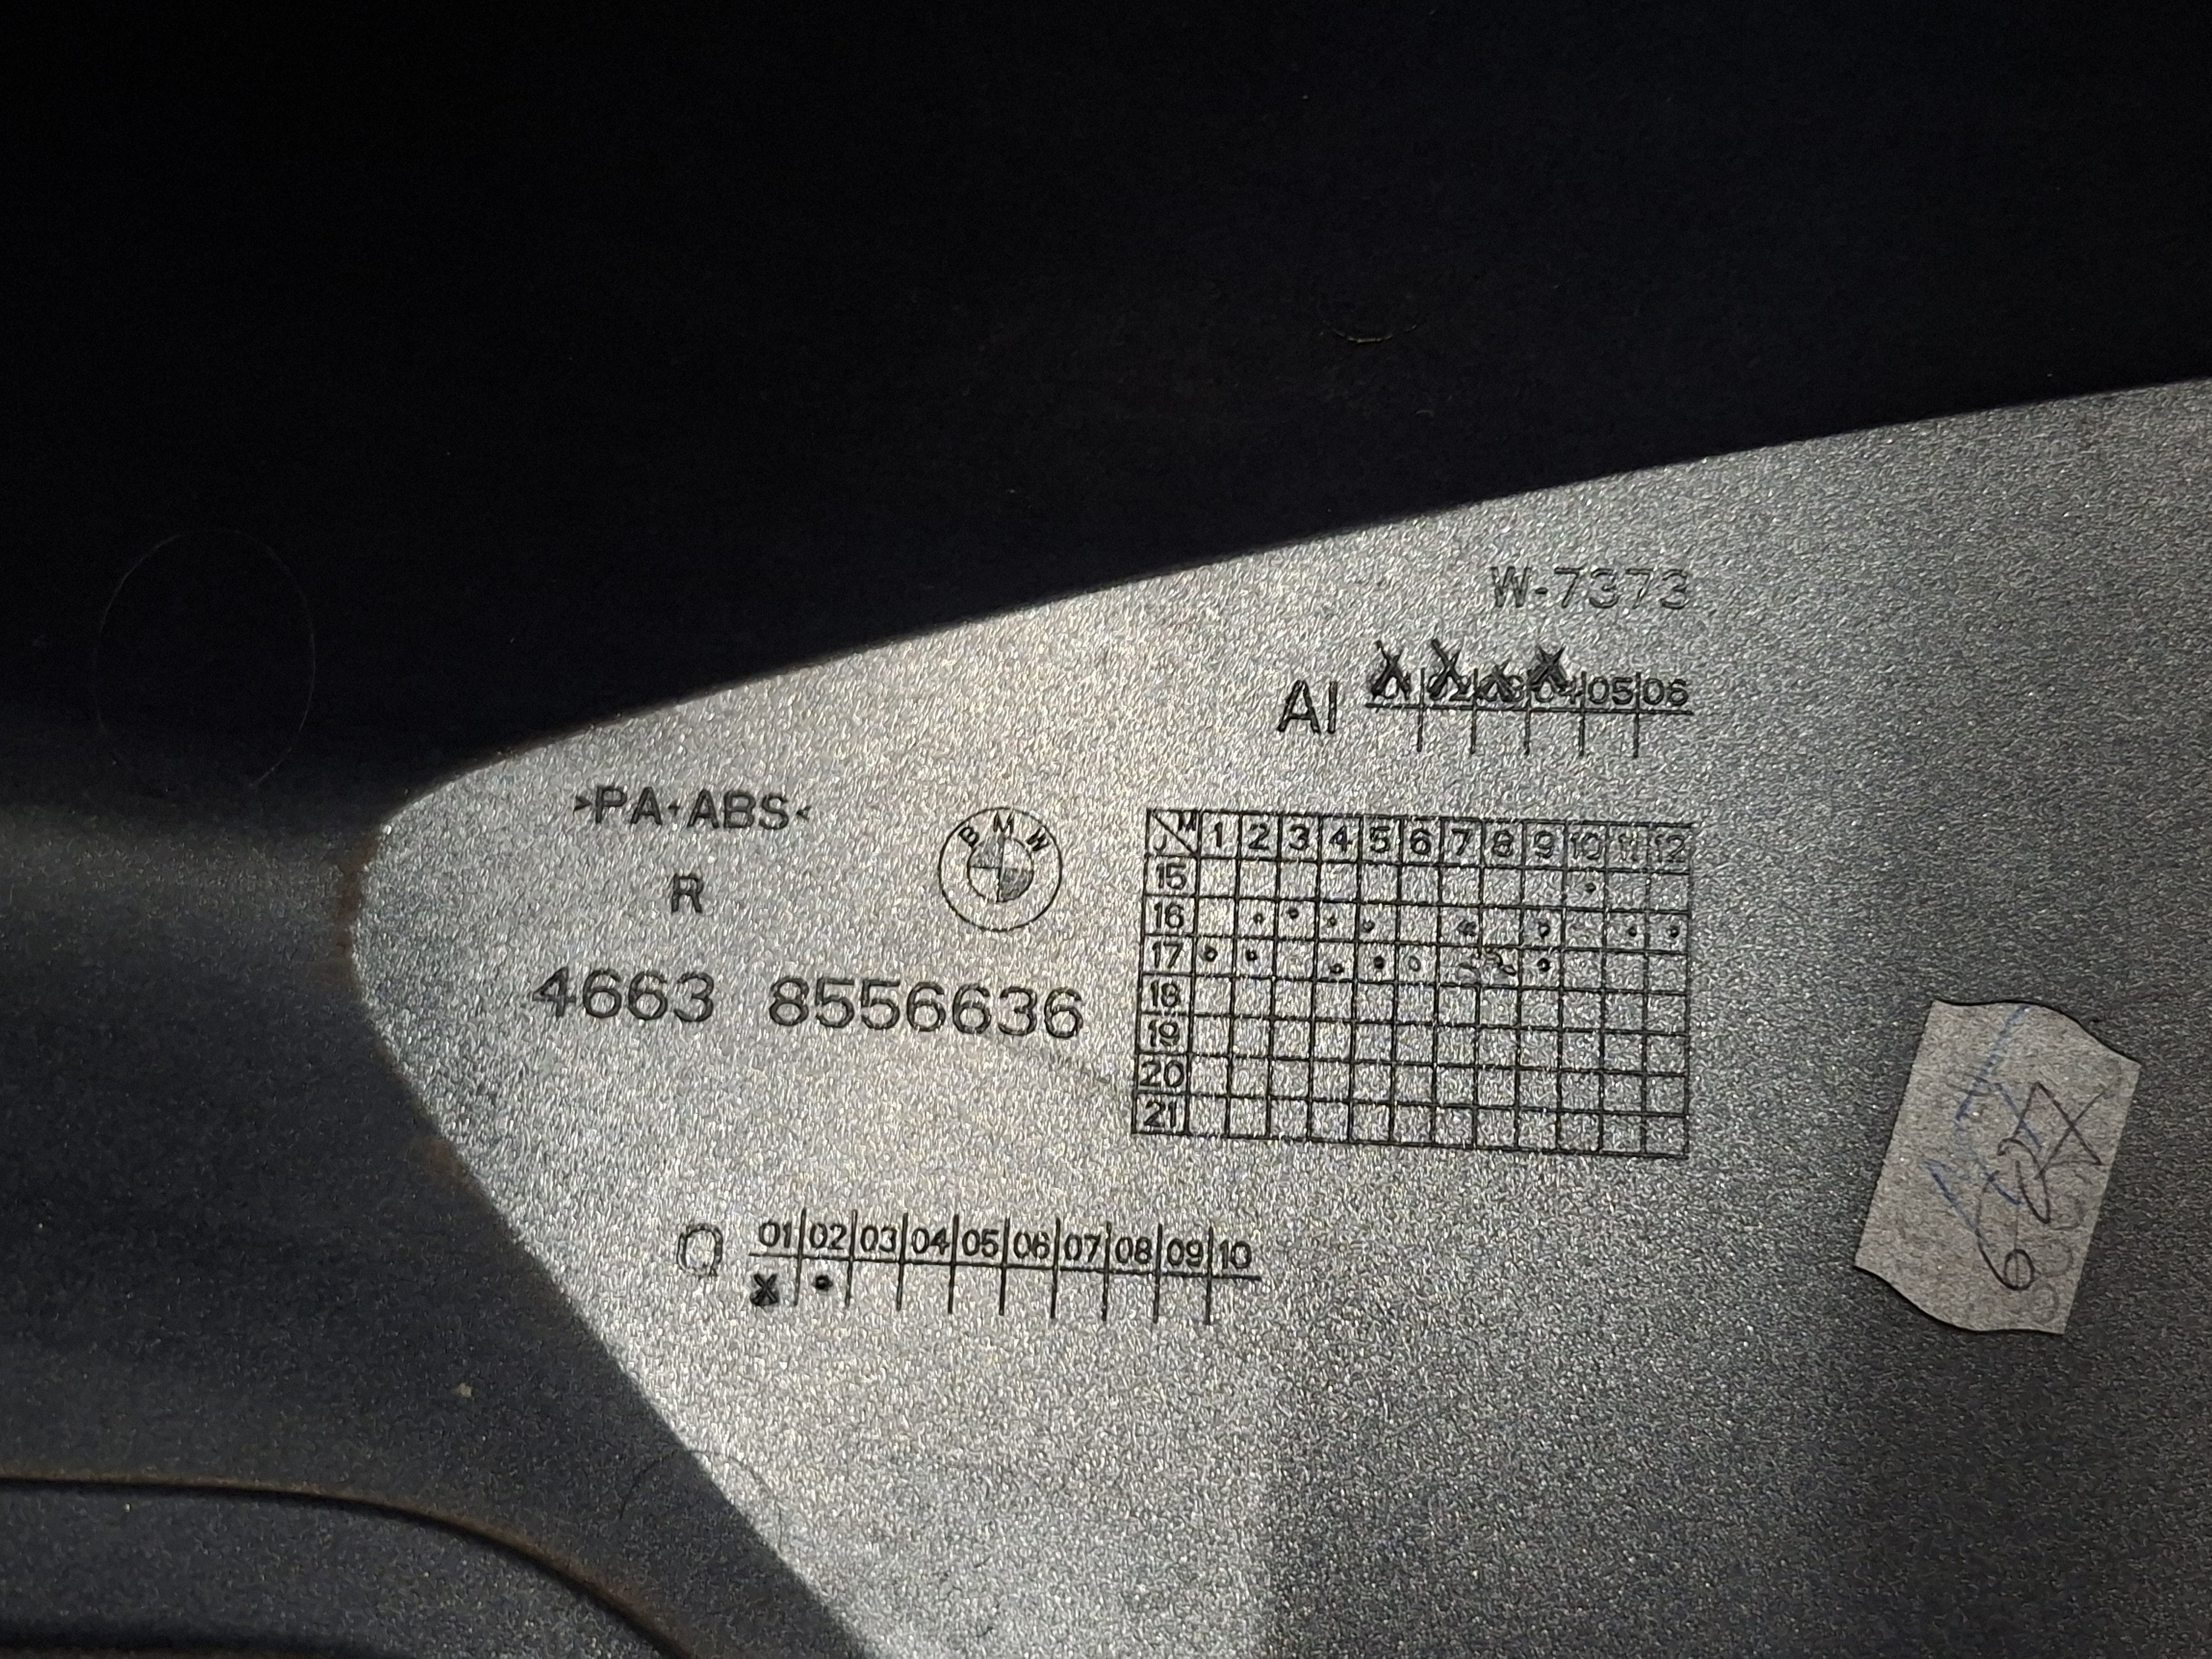 W-7373
AI 01 02 03 04 05 06
>PA+ABS<
BMW
R
4663 8556636
J M 1 2 3 4 5 6 7 8 9 10 11 12
15
16
17
18
19
20
21
Q 01 02 03 04 05 06 07 08 09 10
X